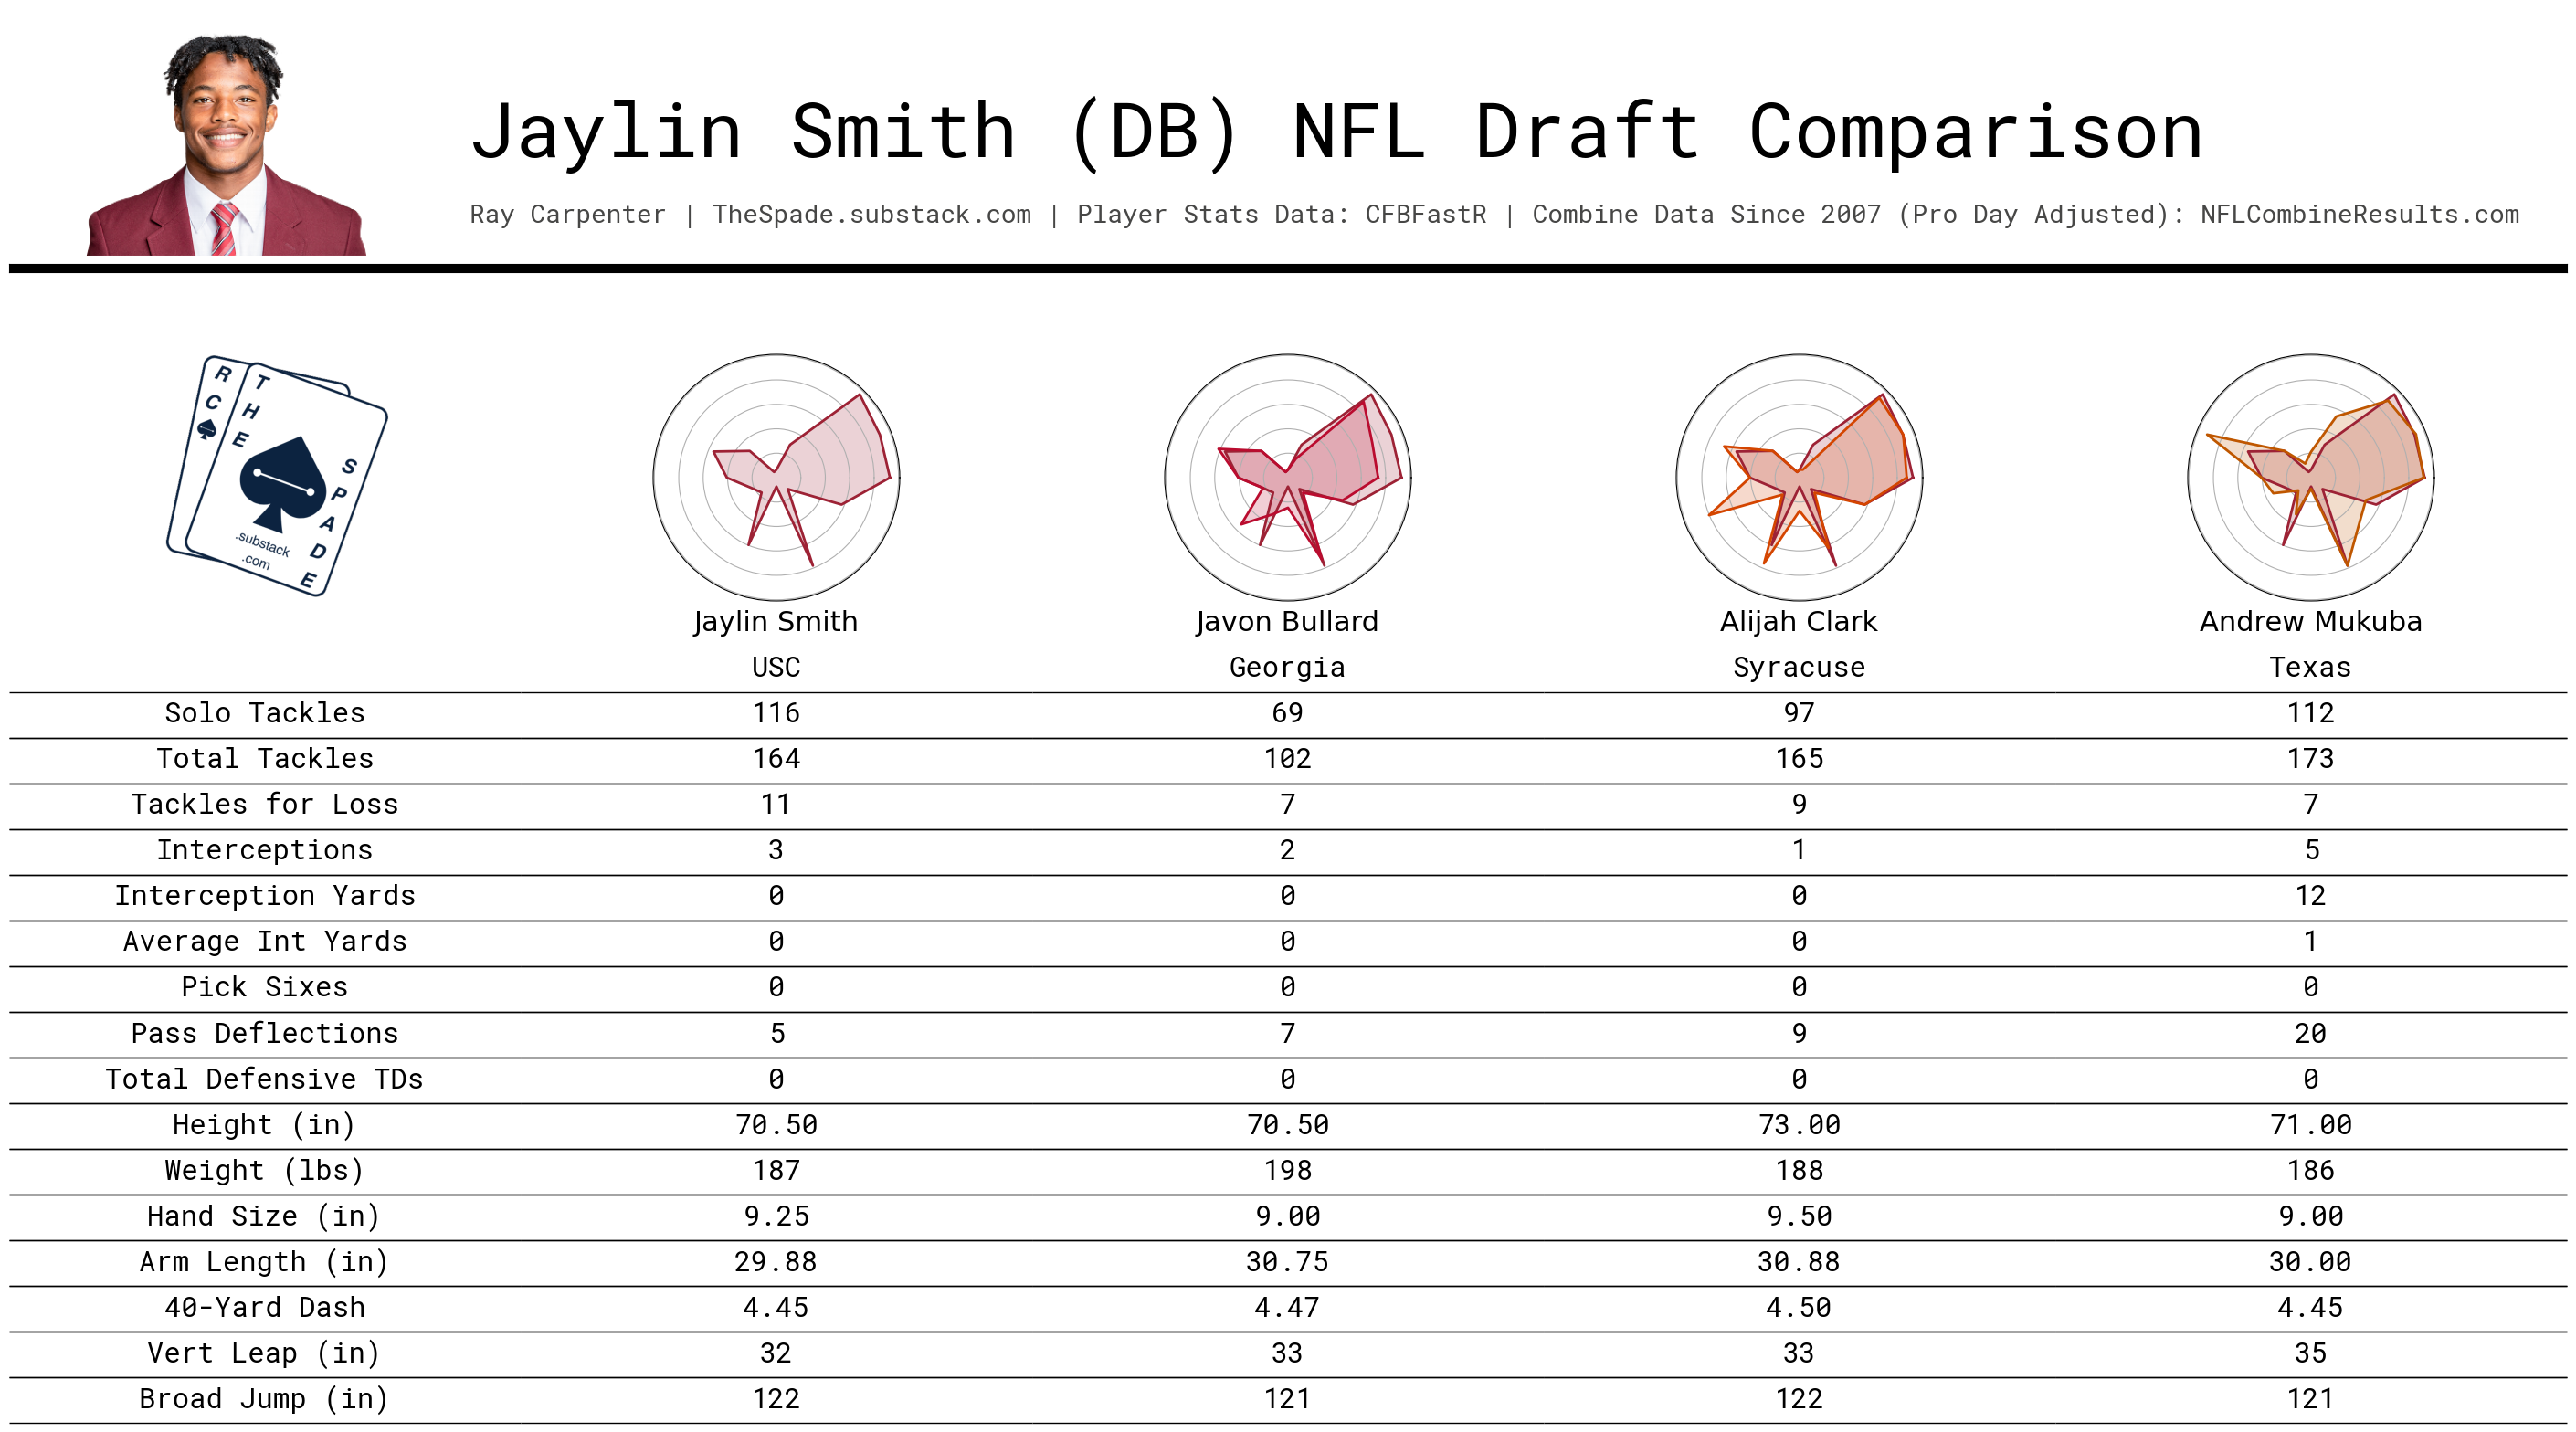 Jaylin Smith (DB) NFL Draft Comparison
Ray Carpenter | TheSpade.substack.com | Player Stats Data: CFBFastR | Combine Data Since 2007 (Pro Day Adjusted): NFLCombineResults.com
R C
T H E
S P A D E
.substack
.com
Jaylin Smith Javon Bullard Alijah Clark Andrew Mukuba
USC Georgia Syracuse Texas
Solo Tackles 116 69 97 112
Total Tackles 164 102 165 173
Tackles for Loss 11 7 9 7
Interceptions 3 2 1 5
Interception Yards 0 0 0 12
Average Int Yards 0 0 0 1
Pick Sixes 0 0 0 0
Pass Deflections 5 7 9 20
Total Defensive TDs 0 0 0 0
Height (in) 70.50 70.50 73.00 71.00
Weight (lbs) 187 198 188 186
Hand Size (in) 9.25 9.00 9.50 9.00
Arm Length (in) 29.88 30.75 30.88 30.00
40-Yard Dash 4.45 4.47 4.50 4.45
Vert Leap (in) 32 33 33 35
Broad Jump (in) 122 121 122 121